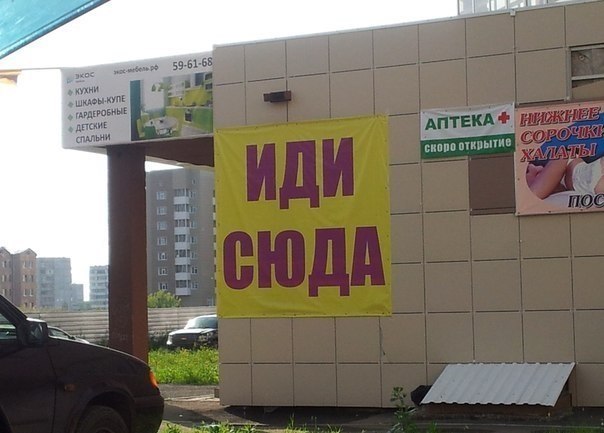 ЭКОС
экос-мебель.рф
59-61-68
КУХНИ
ШКАФЫ-КУПЕ
ГАРДЕРОБНЫЕ
ДЕТСКИЕ
СПАЛЬНИ
ИДИ
СЮДА
АПТЕКА
скоро открытие
НИЖНЕЕ
СОРОЧКИ
ХАЛАТЫ
ПОС